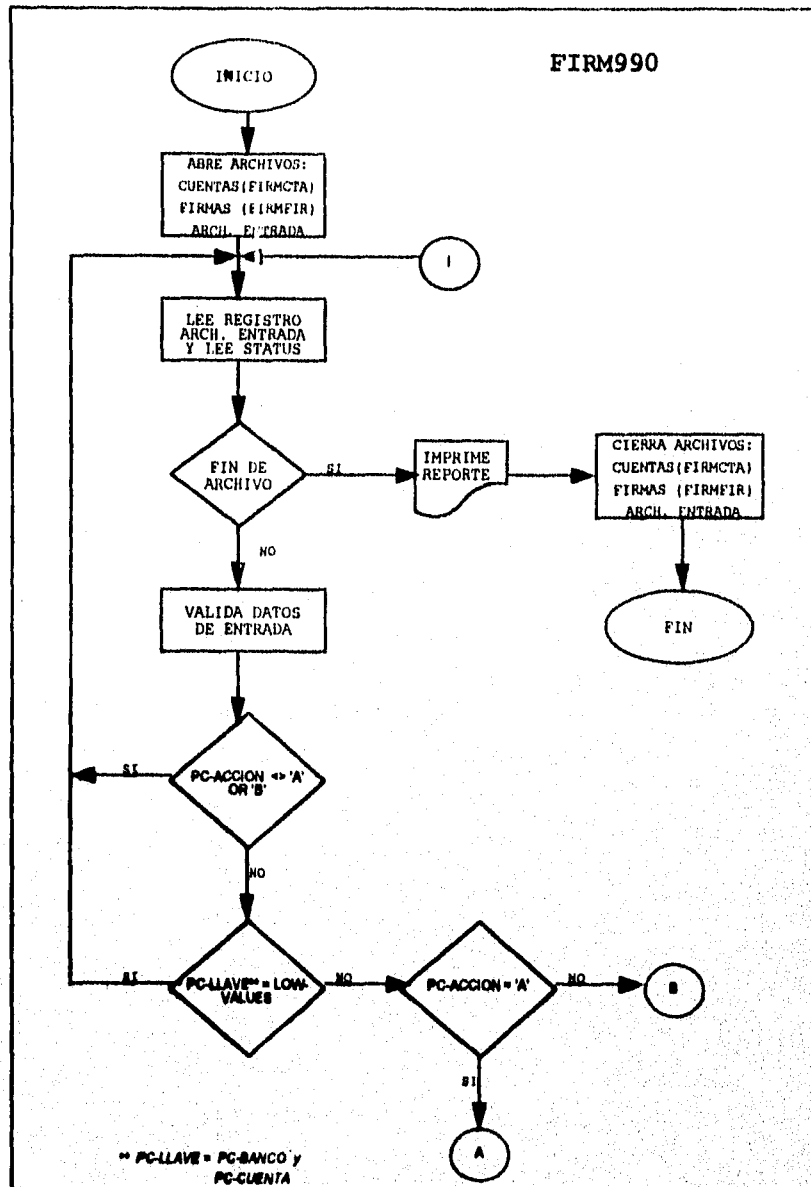 FIRM990
INICIO
ABRE ARCHIVOS:
CUENTAS(FIRMCTA)
FIRMAS (FIRMFIR)
ARCH. ENTRADA
1
LEE REGISTRO
ARCH. ENTRADA
Y LEE STATUS
FIN DE
ARCHIVO
SI
IMPRIME
REPORTE
CIERRA ARCHIVOS:
CUENTAS(FIRMCTA)
FIRMAS (FIRMFIR)
ARCH. ENTRADA
NO
FIN
VALIDA DATOS
DE ENTRADA
SI
PC-ACCION <> 'A'
OR 'B'
NO
SI
PC-LLAVE** = LOW-
VALUES
NO
PC-ACCION = 'A'
NO
B
SI
A
** PC-LLAVE = PC-BANCO y
PC-CUENTA